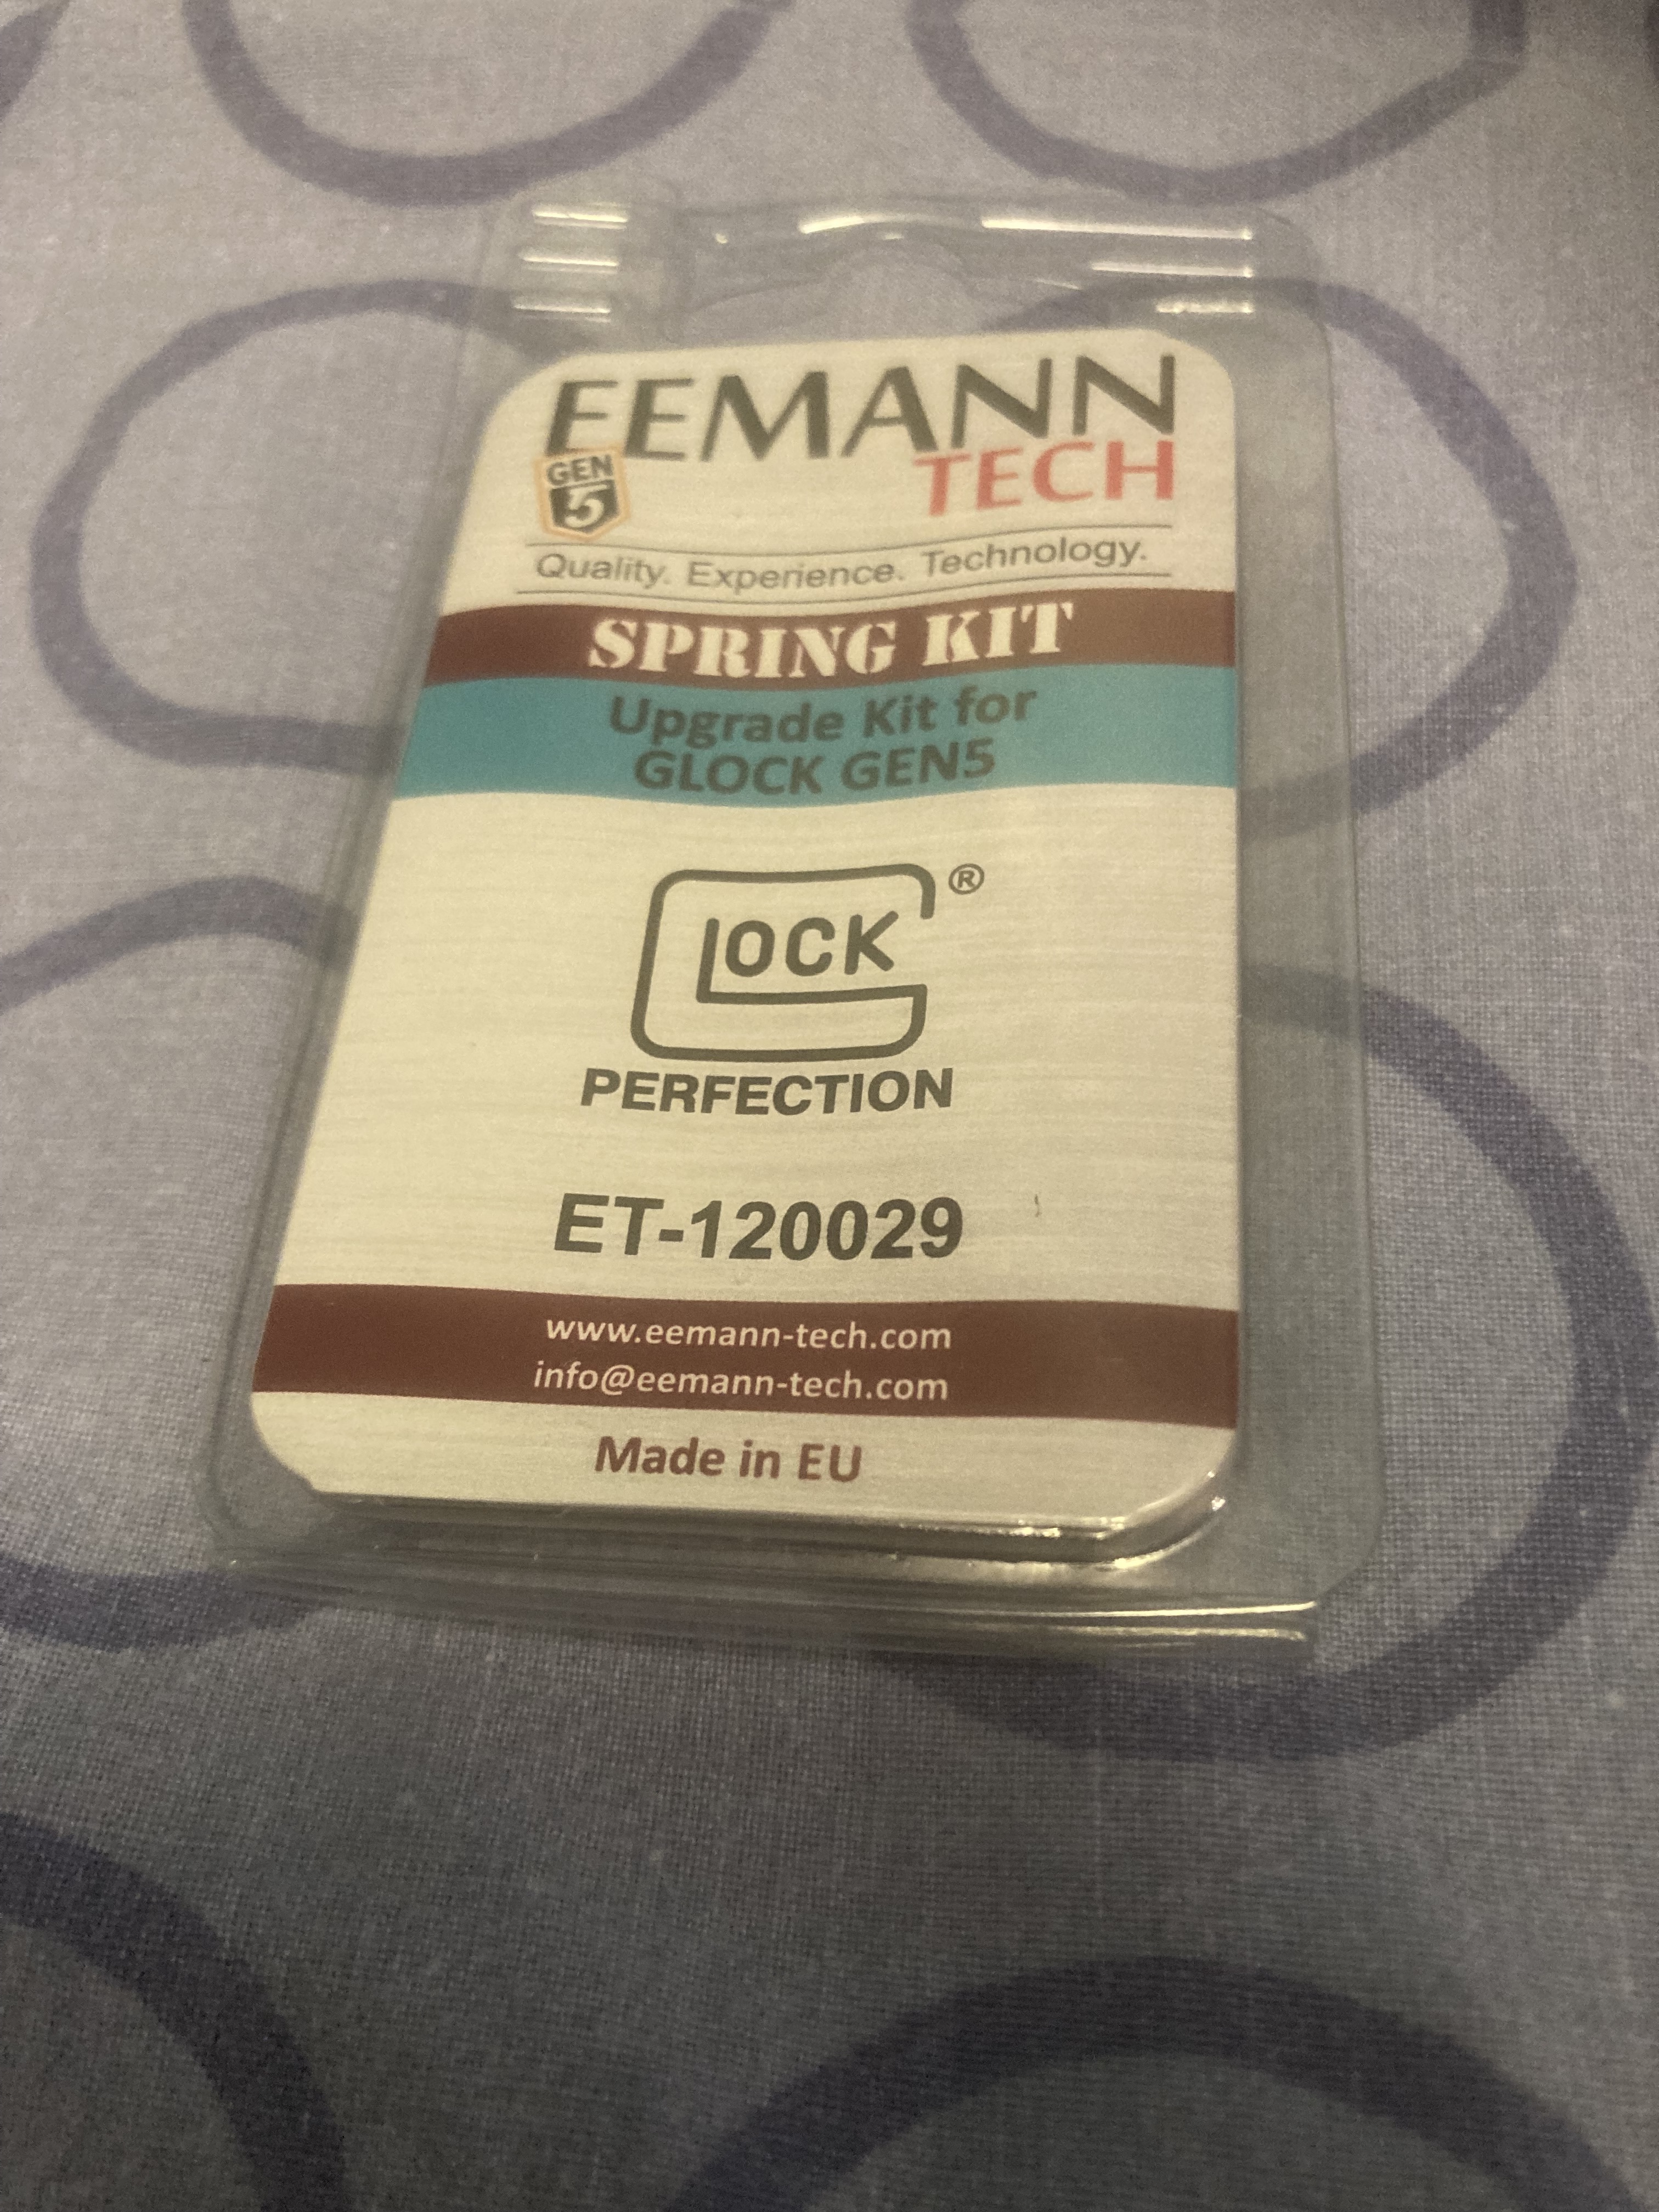 EEMANN
TECH
GEN
5
Quality. Experience. Technology.
SPRING KIT
Upgrade Kit for
GLOCK GEN5
GLOCK ®
PERFECTION
ET-120029
www.eemann-tech.com
info@eemann-tech.com
Made in EU